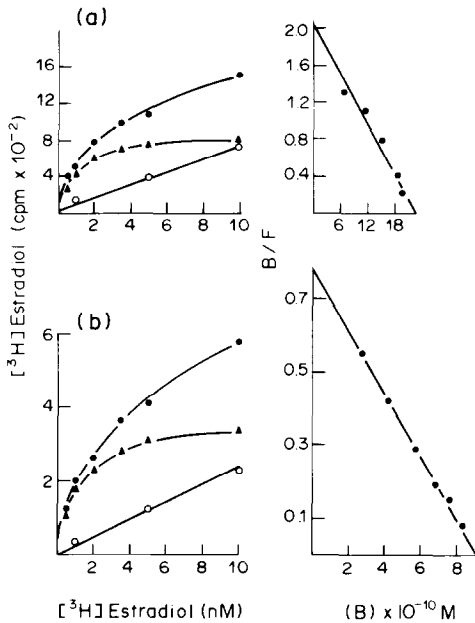 (a)
16
12
8
4
0 2 4 6 8 10
2.0
1.6
1.2
0.8
0.4
6 12 18
[³H] Estradiol (cpm x 10⁻²)
B/F
(b)
6
4
2
0 2 4 6 8 10
[³H] Estradiol (nM)
0.7
0.5
0.3
0.1
2 4 6 8
(B) x 10⁻¹⁰ M